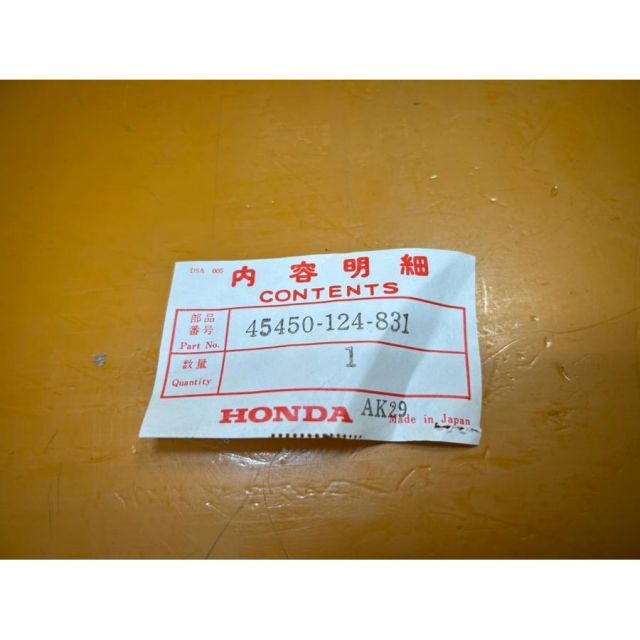 DSA 005
内容明細
CONTENTS
部品
番号
Part No.
45450-124-831
数量
Quantity
1
HONDA AK29
Made in Japan